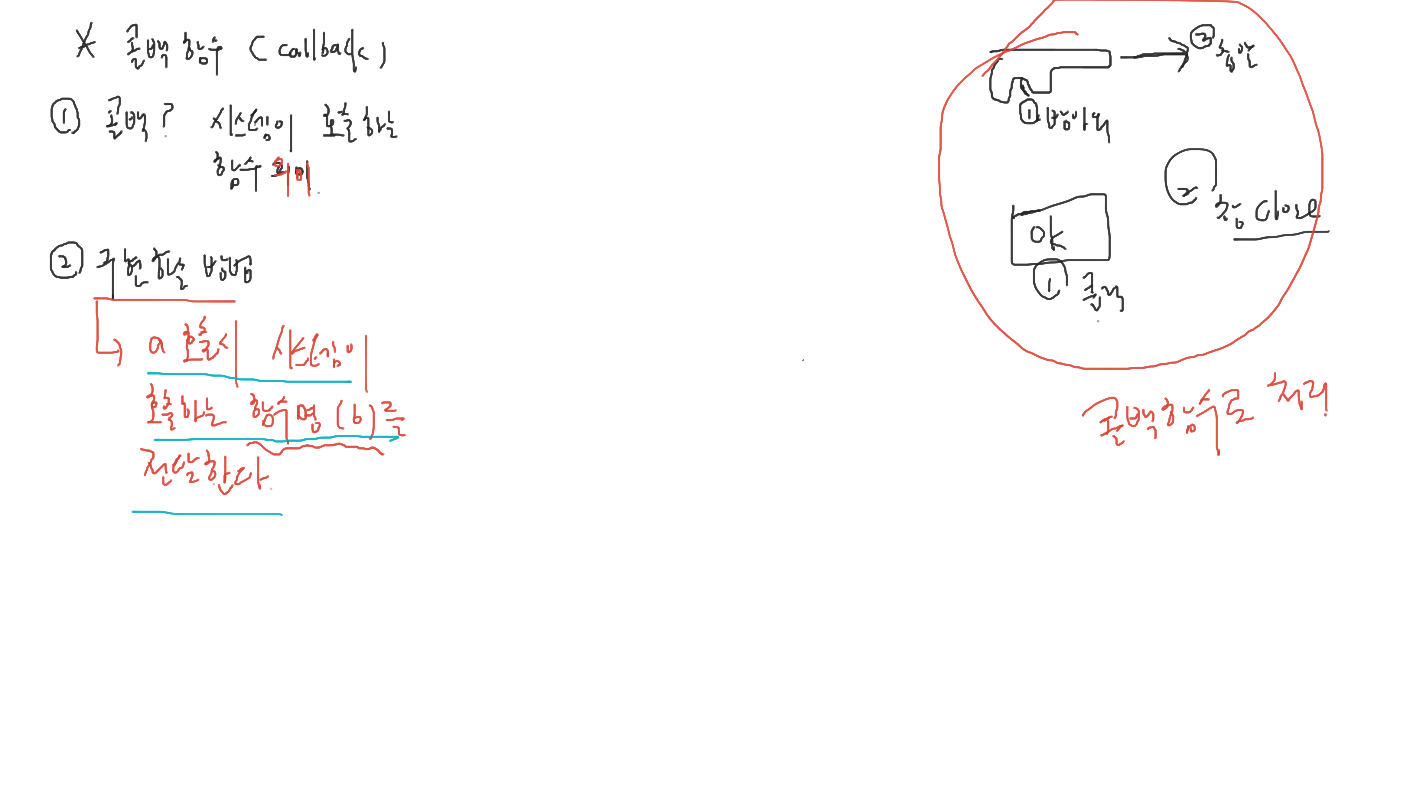 * 콜백 함수 ( callback )
① 콜백? 시스템이 호출하는
함수 의미.
② 구현할 방법
a 호출시 시스템이
호출하는 함수명 (b)를
전달한다.
② 총알
① 방아쇠
OK
① 클릭
② 창 close
콜백함수로 처리